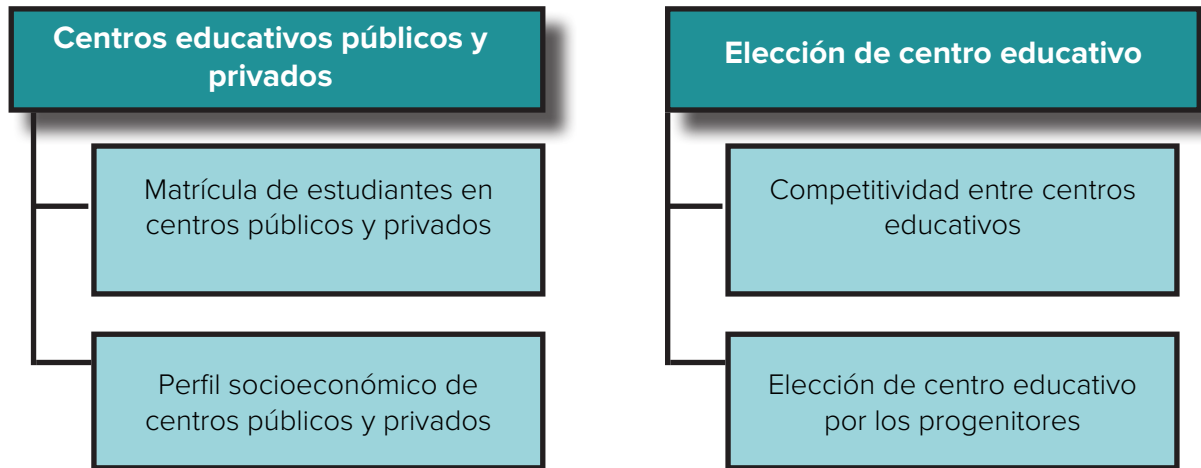 Centros educativos públicos y
privados
Matrícula de estudiantes en
centros públicos y privados
Perfil socioeconómico de
centros públicos y privados
Elección de centro educativo
Competitividad entre centros
educativos
Elección de centro educativo
por los progenitores